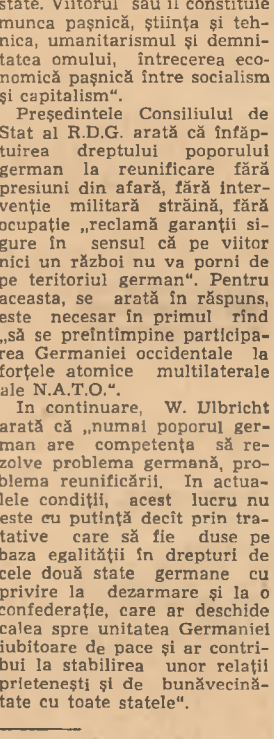 state. Viitorul său îl constituie
munca paşnică, ştiinţa şi teh-
nica, umanitarismul şi demni-
tatea omului, întrecerea eco-
nomică paşnică între socialism
şi capitalism“.
Preşedintele Consiliului de
Stat al R.D.G. arată că înfăp-
tuirea dreptului poporului
german la reunificare fără
presiuni din afară, fără inter-
venţie militară străină, fără
ocupaţie „reclamă garanţii si-
gure în sensul că pe viitor
nici un război nu va porni de
pe teritoriul german“. Pentru
aceasta, se arată în răspuns,
este necesar în primul rînd
„să se preîntîmpine participa-
rea Germaniei occidentale la
forţele atomice multilaterale
ale N.A.T.O.“.
In continuare, W. Ulbricht
arată că „numai poporul ger-
man are competenţa să re-
zolve problema germană, pro-
blema reunificării. In actua-
lele condiţii, acest lucru nu
este cu putinţă decît prin tra-
tative care să fie duse pe
baza egalităţii în drepturi de
cele două state germane cu
privire la dezarmare şi la o
confederaţie, care ar deschide
calea spre unitatea Germaniei
iubitoare de pace şi ar contri-
bui la stabilirea unor relaţii
prieteneşti şi de bunăvecină-
tate cu toate statele“.